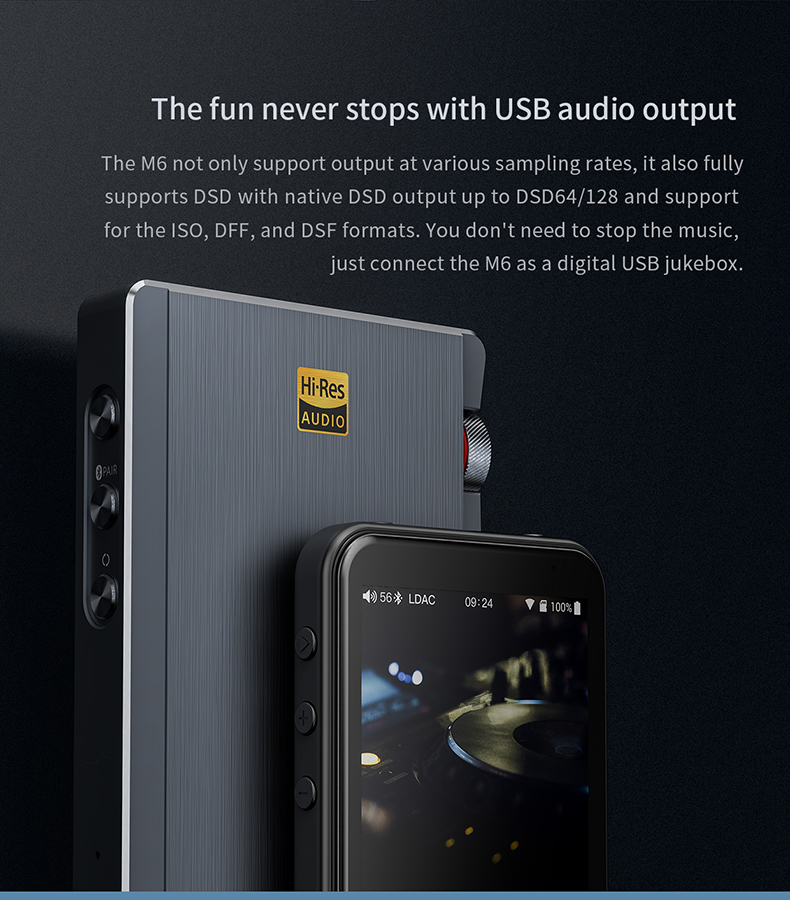 The fun never stops with USB audio output
The M6 not only support output at various sampling rates, it also fully
supports DSD with native DSD output up to DSD64/128 and support
for the ISO, DFF, and DSF formats. You don't need to stop the music,
just connect the M6 as a digital USB jukebox.
Hi-Res
AUDIO
PAIR
56 LDAC 09:24 100%